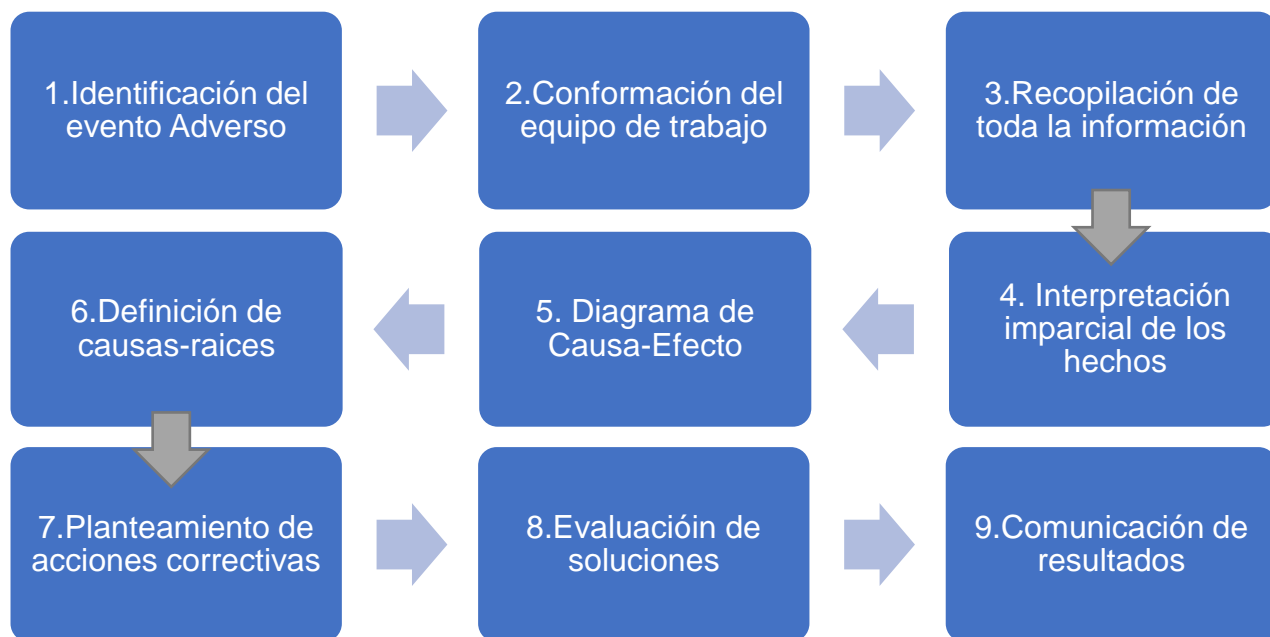 1.Identificación del
evento Adverso
2.Conformación del
equipo de trabajo
3.Recopilación de
toda la información
4. Interpretación
imparcial de los
hechos
5. Diagrama de
Causa-Efecto
6.Definición de
causas-raices
7.Planteamiento de
acciones correctivas
8.Evaluacióin de
soluciones
9.Comunicación de
resultados